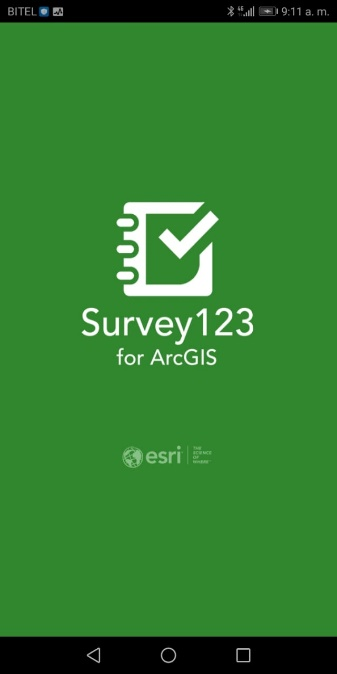 BITEL 9:11 a. m.
Survey123
for ArcGIS
esri
THE
SCIENCE
OF
WHERE